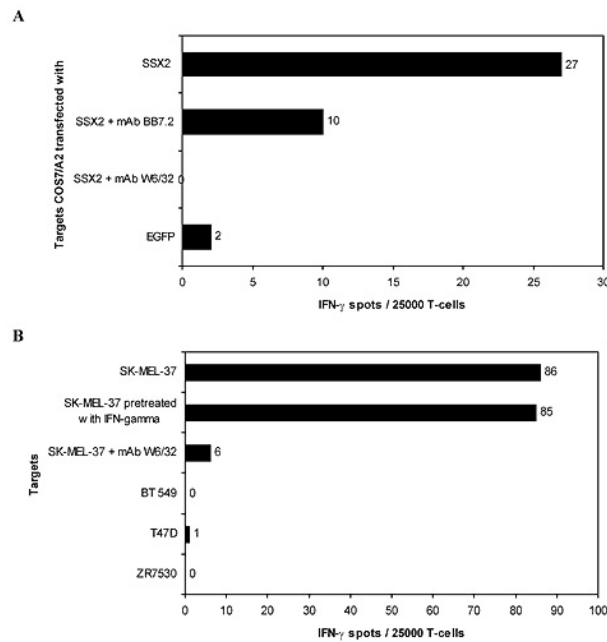 A
Targets COS7/A2 transfected with
SSX2
27
SSX2 + mAb BB7.2
10
SSX2 + mAb W6/32
0
EGFP
2
0 5 10 15 20 25 30
IFN-γ spots / 25000 T-cells
B
Targets
SK-MEL-37
86
SK-MEL-37 pretreated
with IFN-gamma
85
SK-MEL-37 + mAb W6/32
6
BT 549
0
T47D
1
ZR7530
0
0 10 20 30 40 50 60 70 80 90 100
IFN-γ spots / 25000 T-cells